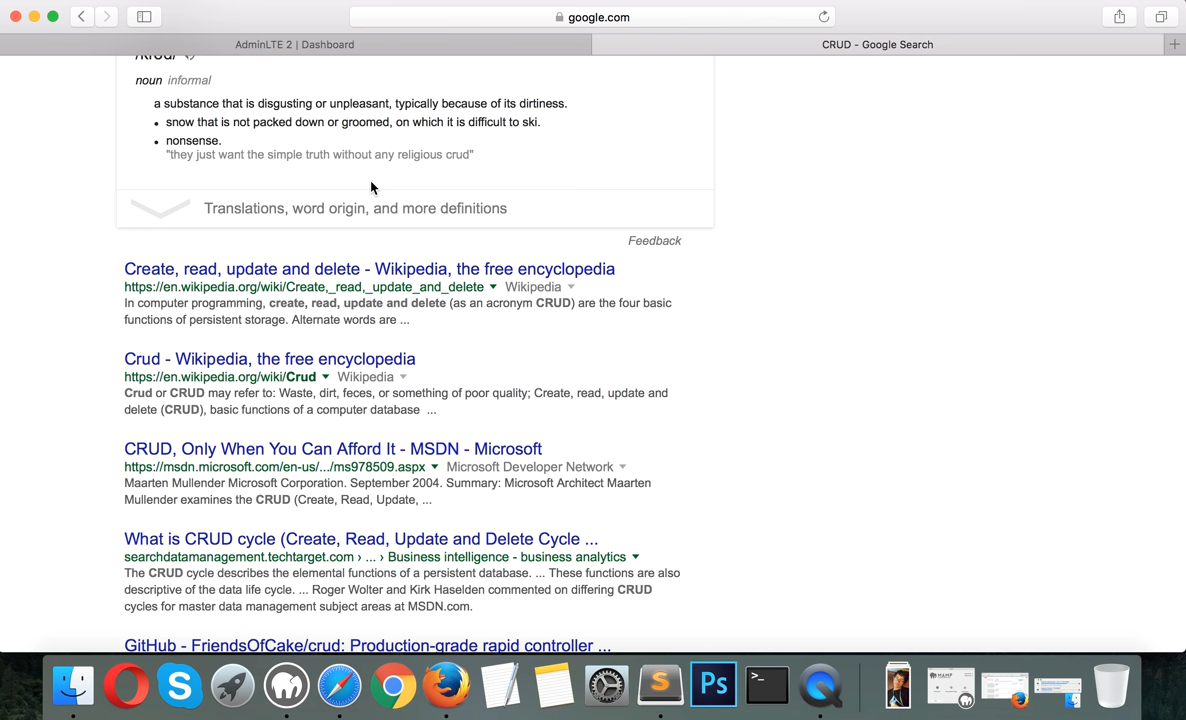 google.com
AdminLTE 2 | Dashboard
CRUD - Google Search
noun informal
a substance that is disgusting or unpleasant, typically because of its dirtiness.
• snow that is not packed down or groomed, on which it is difficult to ski.
• nonsense.
"they just want the simple truth without any religious crud"
Translations, word origin, and more definitions
Feedback
Create, read, update and delete - Wikipedia, the free encyclopedia
https://en.wikipedia.org/wiki/Create,_read,_update_and_delete ▼ Wikipedia ▼
In computer programming, create, read, update and delete (as an acronym CRUD) are the four basic
functions of persistent storage. Alternate words are ...
Crud - Wikipedia, the free encyclopedia
https://en.wikipedia.org/wiki/Crud ▼ Wikipedia ▼
Crud or CRUD may refer to: Waste, dirt, feces, or something of poor quality; Create, read, update and
delete (CRUD), basic functions of a computer database ...
CRUD, Only When You Can Afford It - MSDN - Microsoft
https://msdn.microsoft.com/en-us/.../ms978509.aspx ▼ Microsoft Developer Network ▼
Maarten Mullender Microsoft Corporation. September 2004. Summary: Microsoft Architect Maarten
Mullender examines the CRUD (Create, Read, Update, ...
What is CRUD cycle (Create, Read, Update and Delete Cycle ...
searchdatamanagement.techtarget.com › ... › Business intelligence - business analytics ▼
The CRUD cycle describes the elemental functions of a persistent database. ... These functions are also
descriptive of the data life cycle. ... Roger Wolter and Kirk Haselden commented on differing CRUD
cycles for master data management subject areas at MSDN.com.
GitHub - FriendsOfCake/crud: Production-grade rapid controller ...
S
S
Ps
>_